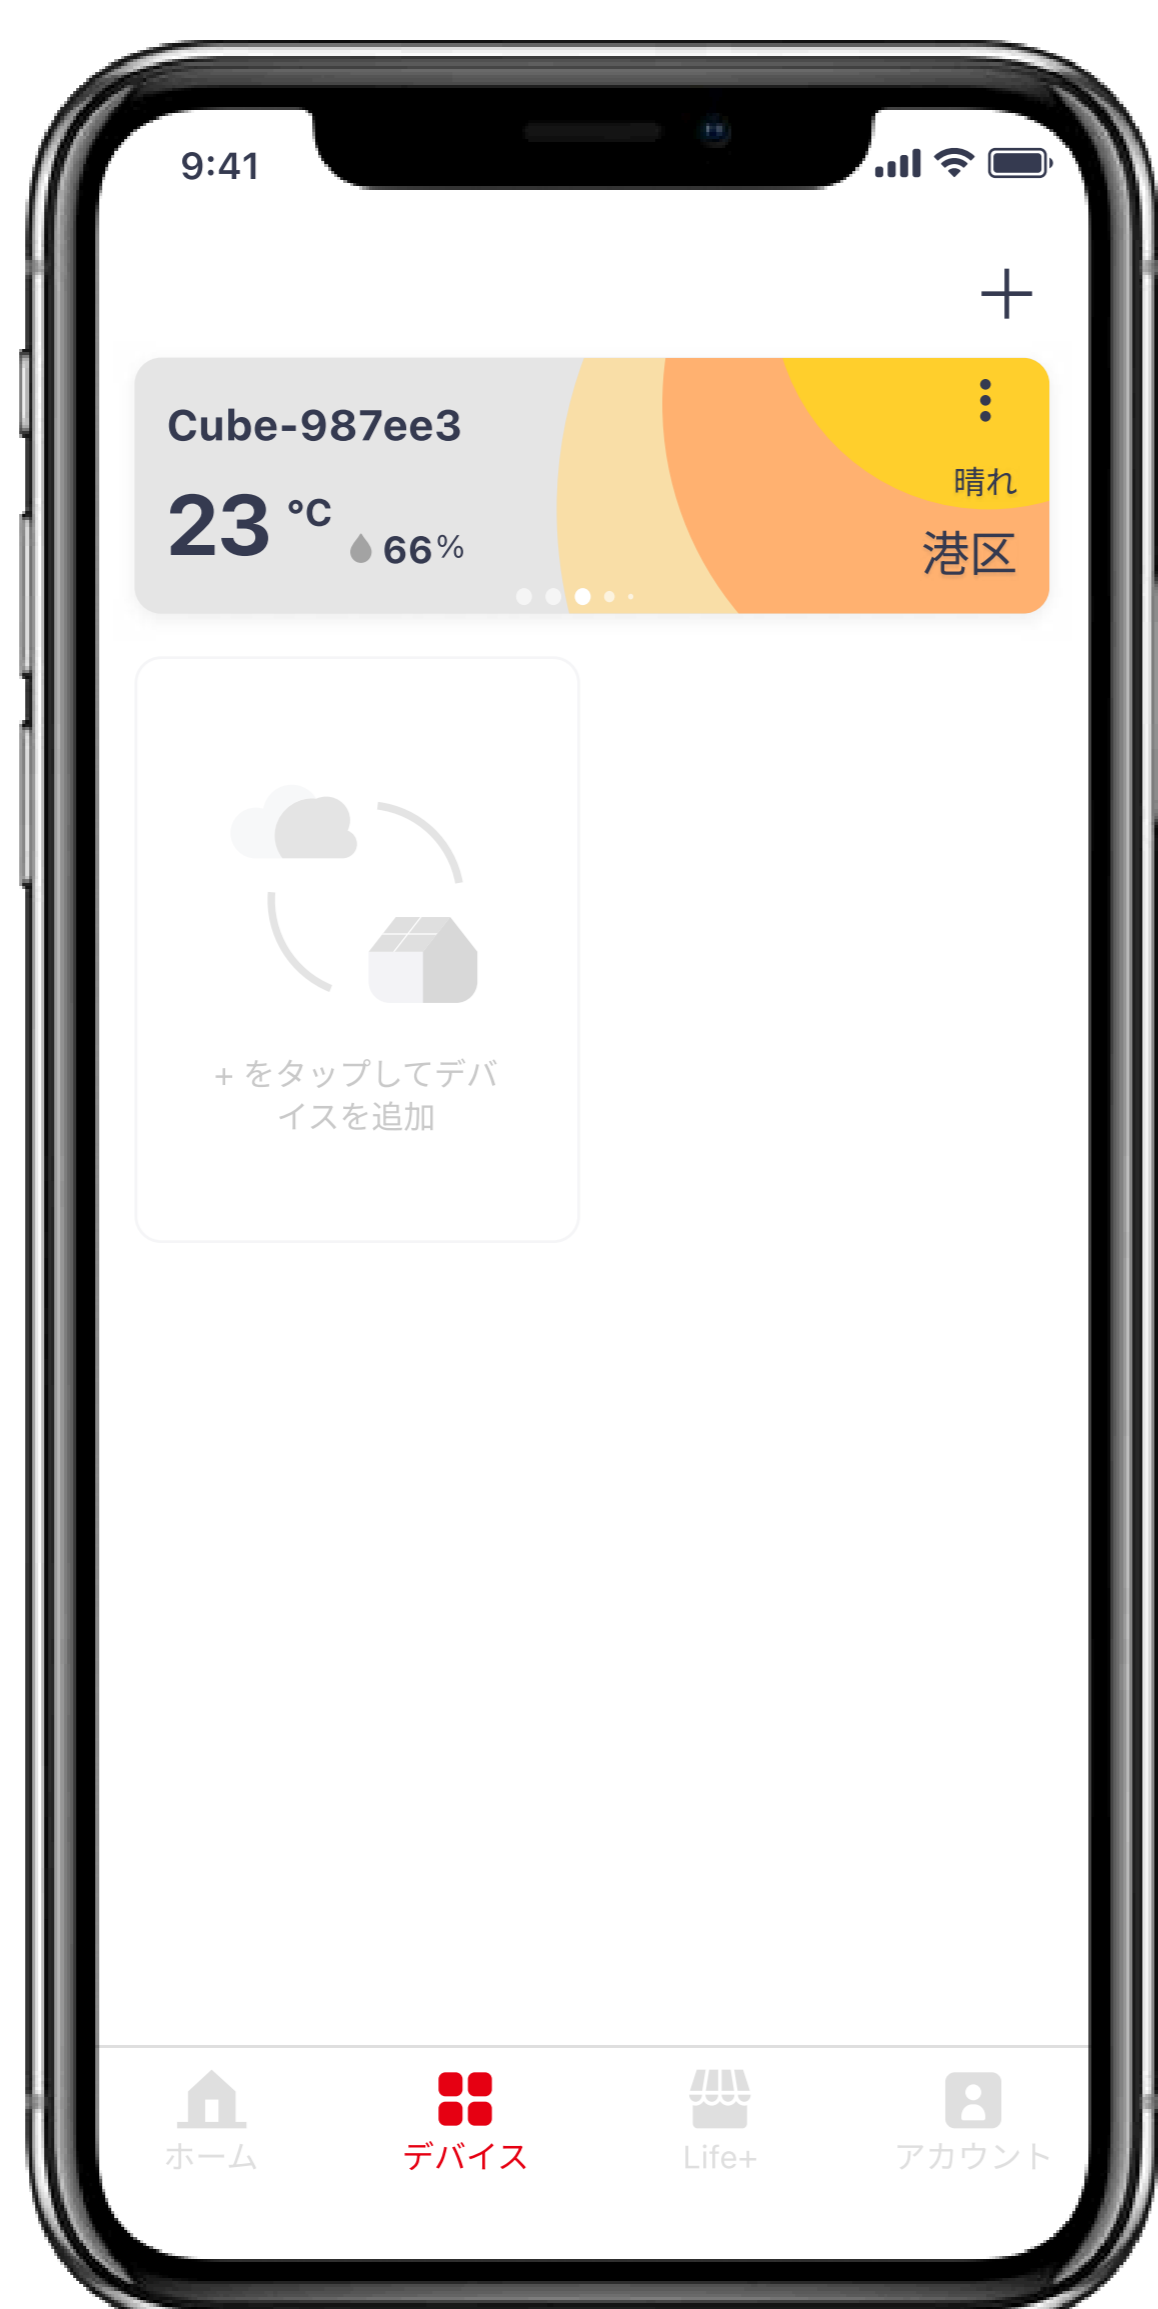 9:41
Cube-987ee3
晴れ
23 °C
66%
港区
+ をタップしてデバ
イスを追加
ホーム
デバイス
Life+
アカウント